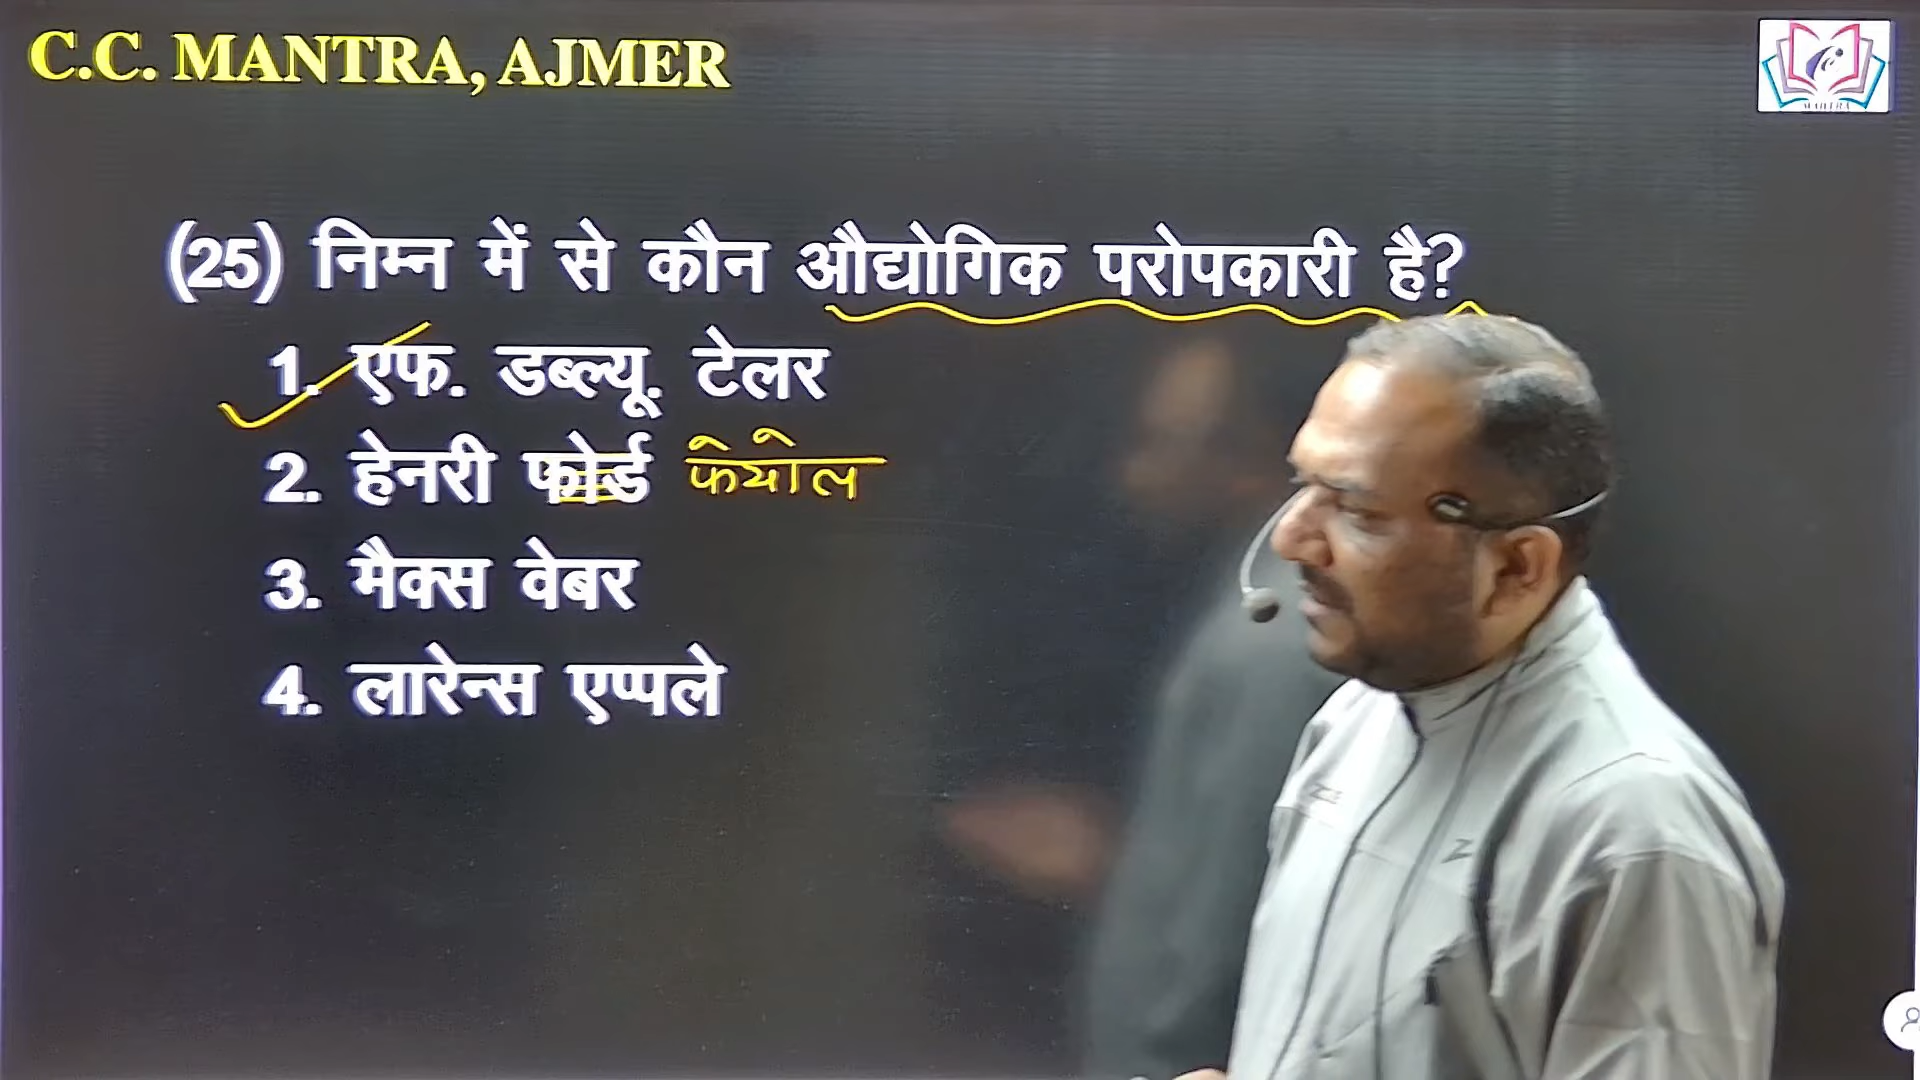 C.C. MANTRA, AJMER
(25) निम्न में से कौन औद्योगिक परोपकारी है?
1. एफ. डब्ल्यू. टेलर
2. हेनरी फोर्ड फेयोल
3. मैक्स वेबर
4. लारेन्स एप्पले